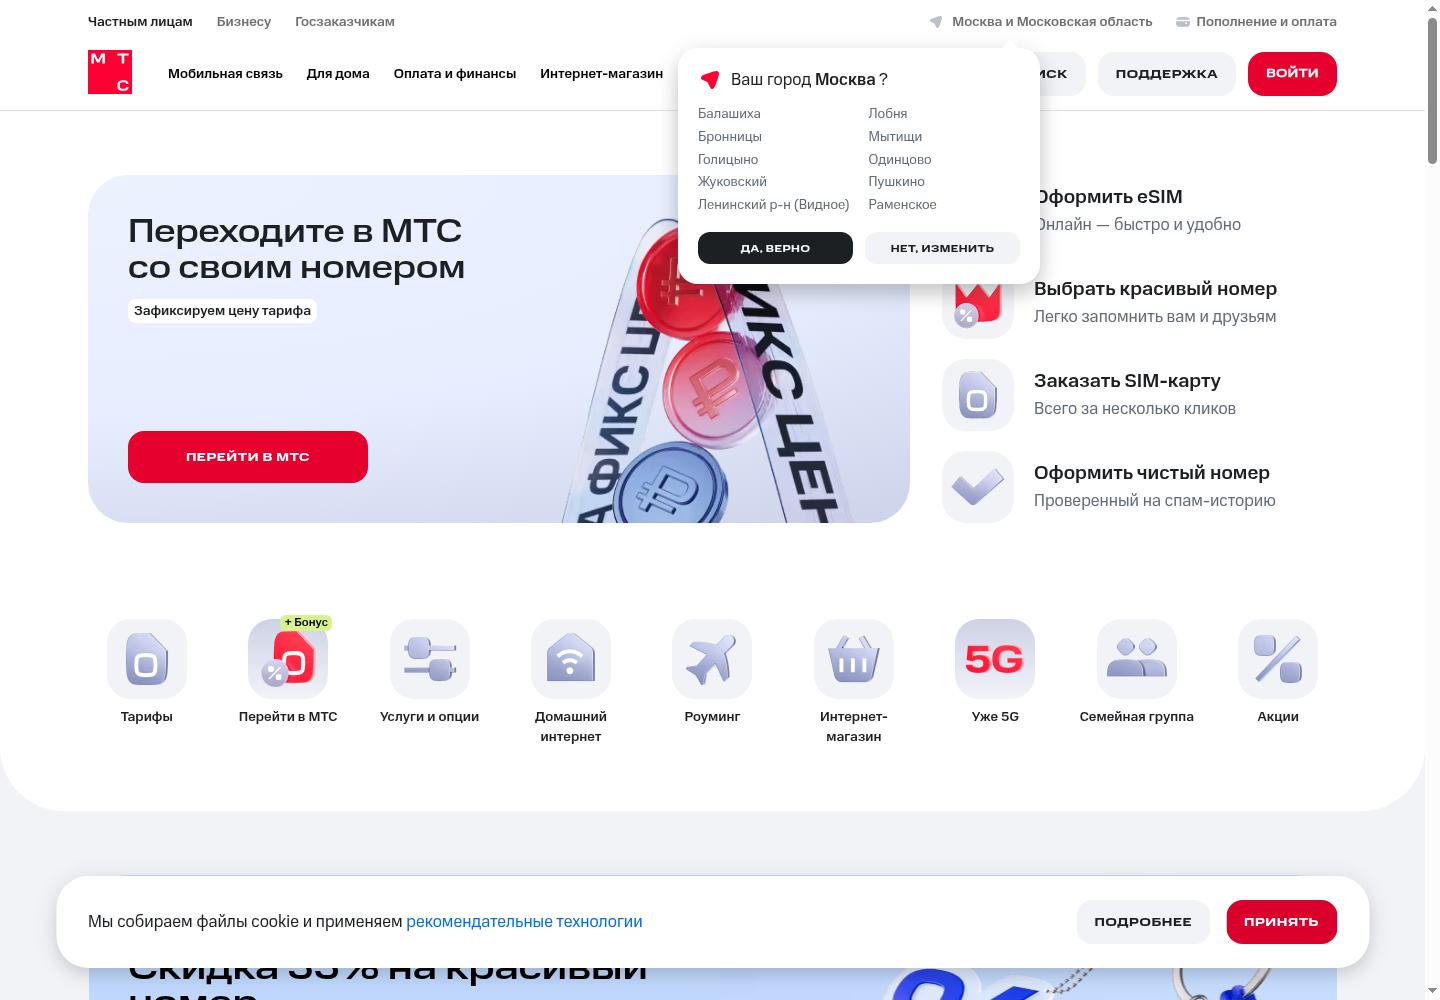 Частным лицам
Бизнесу
Госзаказчикам
Москва и Московская область
Пополнение и оплата
М Т
С
Мобильная связь
Для дома
Оплата и финансы
Интернет-магазин
ПОДДЕРЖКА
ВОЙТИ
Ваш город Москва ?
Балашиха
Лобня
Бронницы
Мытищи
Голицыно
Одинцово
Жуковский
Пушкино
Ленинский р-н (Видное)
Раменское
ДА, ВЕРНО
НЕТ, ИЗМЕНИТЬ
Переходите в МТС
со своим номером
Зафиксируем цену тарифа
ПЕРЕЙТИ В МТС
Оформить eSIM
Онлайн — быстро и удобно
Выбрать красивый номер
Легко запомнить вам и друзьям
Заказать SIM-карту
Всего за несколько кликов
Оформить чистый номер
Проверенный на спам-историю
+ Бонус
5G
Тарифы
Перейти в МТС
Услуги и опции
Домашний
интернет
Роуминг
Интернет-
магазин
Уже 5G
Семейная группа
Акции
Мы собираем файлы cookie и применяем рекомендательные технологии
ПОДРОБНЕЕ
ПРИНЯТЬ
Скидка 35% на красивый
номер